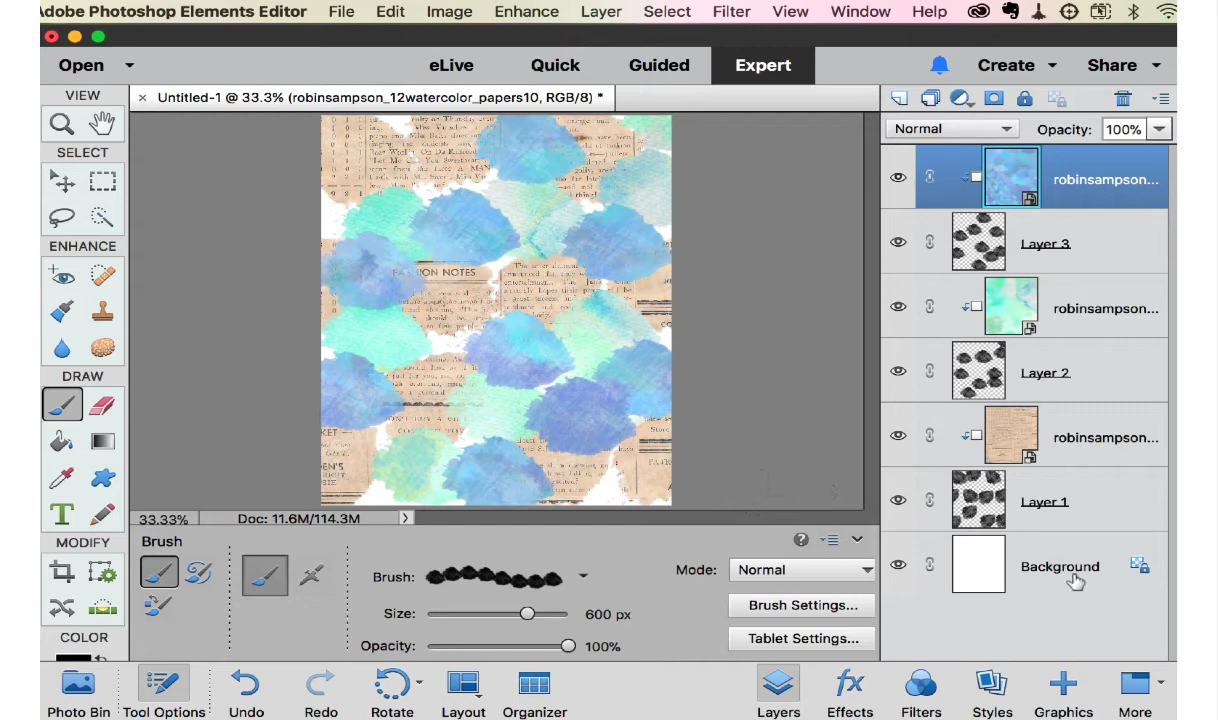 Adobe Photoshop Elements Editor File Edit Image Enhance Layer Select Filter View Window Help
Open eLive Quick Guided Expert Create Share
VIEW
× Untitled-1 @ 33.3% (robinsampson_12watercolor_papers10, RGB/8) *
Normal Opacity: 100%
SELECT
robinsampson...
ENHANCE
Layer 3
FASHION NOTES
robinsampson...
DRAW
Layer 2
robinsampson...
Layer 1
33.33% Doc: 11.6M/114.3M
MODIFY
Brush
Background
Brush: Mode: Normal
Size: 600 px Brush Settings...
COLOR
Opacity: 100% Tablet Settings...
Photo Bin Tool Options Undo Redo Rotate Layout Organizer Layers Effects Filters Styles Graphics More